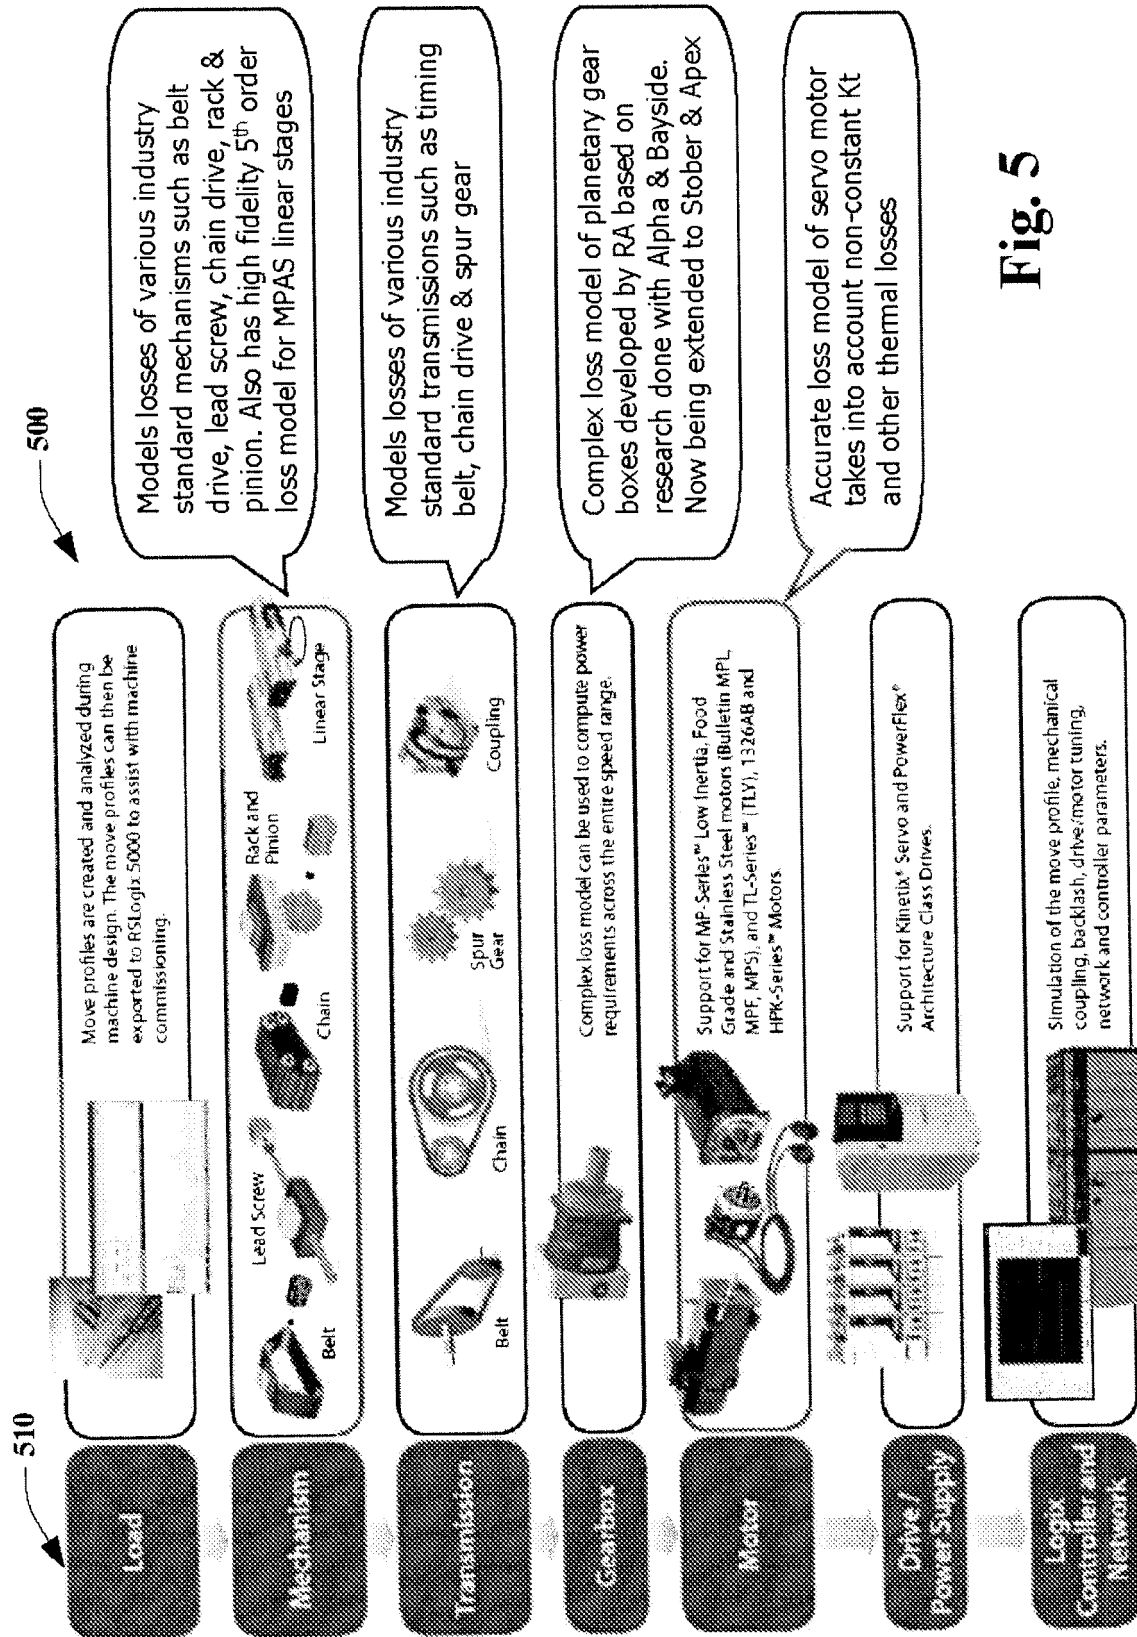 500
510
Load
Move profiles are created and analyzed during
machine design. The move profiles can then be
exported to RSLogix 5000 to assist with machine
commissioning.
Mechanism
Belt
Lead Screw
Chain
Rack and
Pinion
Linear Stage
Models losses of various industry
standard mechanisms such as belt
drive, lead screw, chain drive, rack &
pinion. Also has high fidelity 5th order
loss model for MPAS linear stages
Transmission
Belt
Chain
Spur
Gear
Coupling
Models losses of various industry
standard transmissions such as timing
belt, chain drive & spur gear
Gearbox
Complex loss model can be used to compute power
requirements across the entire speed range.
Complex loss model of planetary gear
boxes developed by RA based on
research done with Alpha & Bayside.
Now being extended to Stober & Apex
Motor
Support for MP-Series™ Low Inertia, Food
Grade and Stainless Steel motors (Bulletin MPL,
MPF, MPS), and TL-Series™ (TLY), 1326AB and
HPK-Series™ Motors.
Accurate loss model of servo motor
takes into account non-constant Kt
and other thermal losses
Drive /
Power Supply
Support for Kinetix® Servo and PowerFlex®
Architecture Class Drives.
Logix
Controller and
Network
Simulation of the move profile, mechanical
coupling, backlash, drive/motor tuning,
network and controller parameters.
Fig. 5